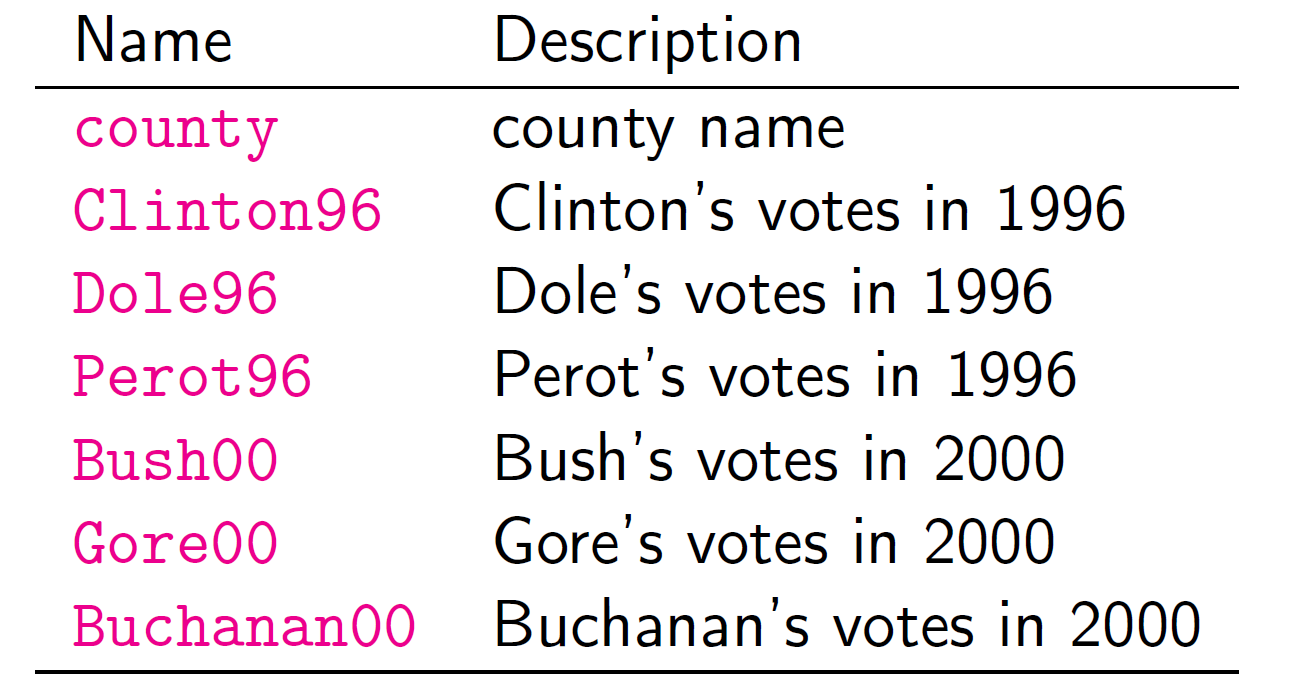 Name Description
county county name
Clinton96 Clinton's votes in 1996
Dole96 Dole's votes in 1996
Perot96 Perot's votes in 1996
Bush00 Bush's votes in 2000
Gore00 Gore's votes in 2000
Buchanan00 Buchanan's votes in 2000